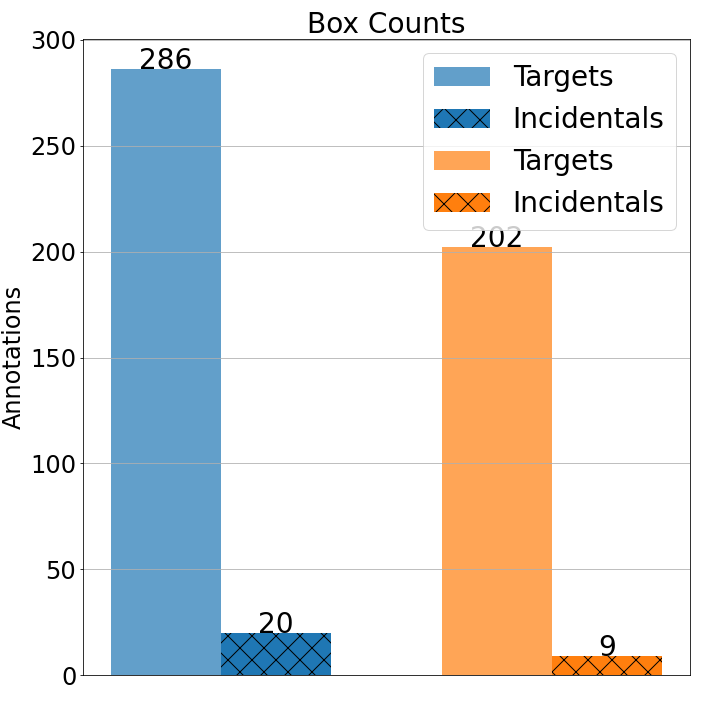 Box Counts
300
250
200
150
100
50
0
Annotations
286
20
202
9
Targets
Incidentals
Targets
Incidentals